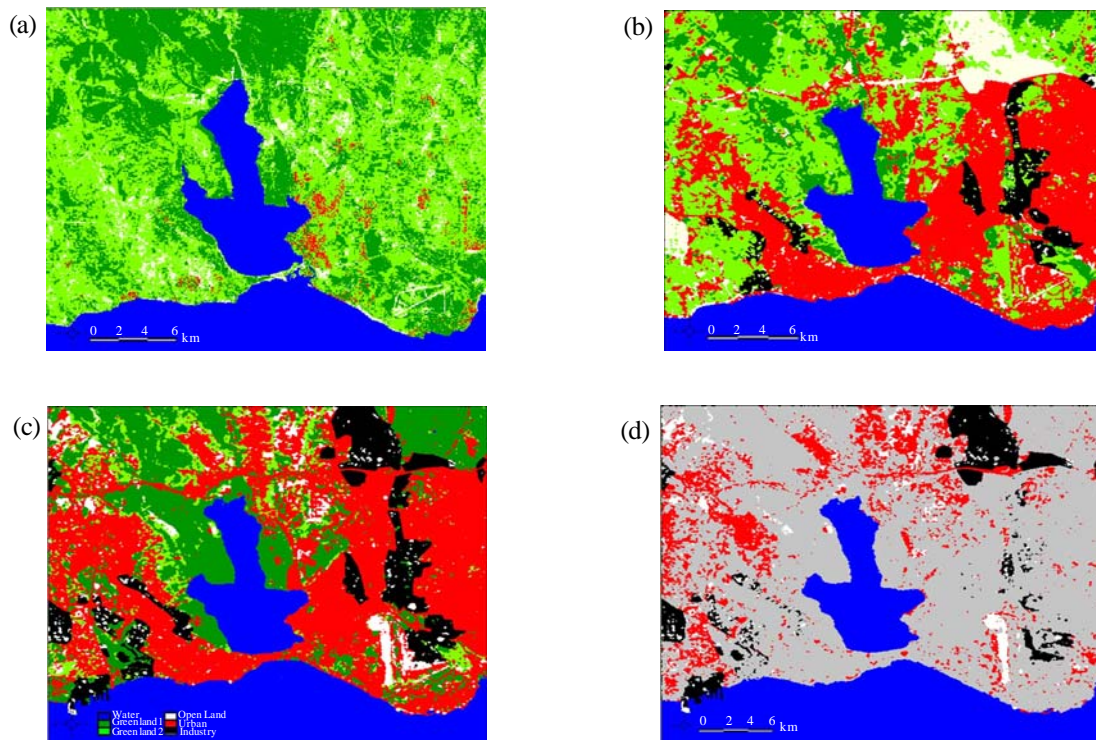 (a)
0 2 4 6
km
(b)
0 2 4 6
km
(c)
Water
Green land 1
Green land 2
Open Land
Urban
Industry
(d)
0 2 4 6
km